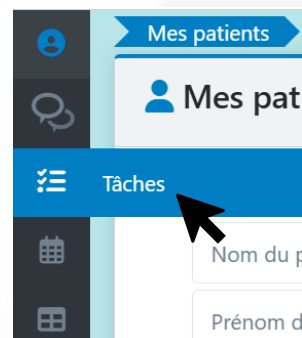 Mes patients
Mes pat
Tâches
Nom du p
Prénom d